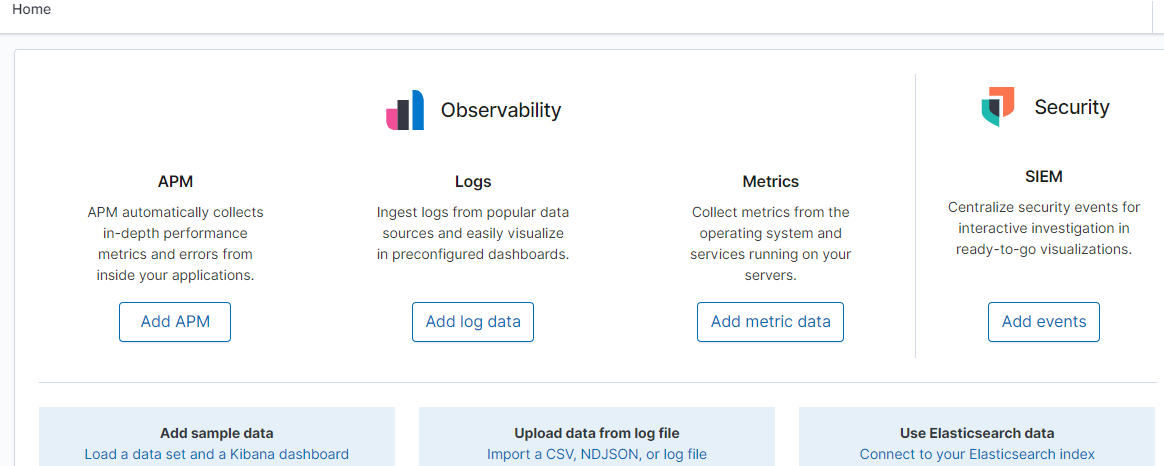 Home
Observability
Security
APM
APM automatically collects
in-depth performance
metrics and errors from
inside your applications.
Add APM
Logs
Ingest logs from popular data
sources and easily visualize
in preconfigured dashboards.
Add log data
Metrics
Collect metrics from the
operating system and
services running on your
servers.
Add metric data
SIEM
Centralize security events for
interactive investigation in
ready-to-go visualizations.
Add events
Add sample data
Load a data set and a Kibana dashboard
Upload data from log file
Import a CSV, NDJSON, or log file
Use Elasticsearch data
Connect to your Elasticsearch index